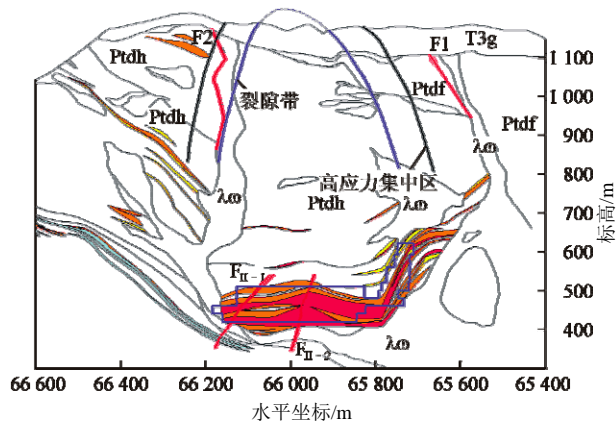 F2
F1
T3g
Ptdh
裂隙带
Ptdf
Ptdf
Ptdh
λω
高应力集中区
λω
Ptdh
λω
FII-1
FII-2
λω
1 100
1 000
900
800
700
600
500
400
标高/m
66 600 66 400 66 200 66 000 65 800 65 600 65 400
水平坐标/m